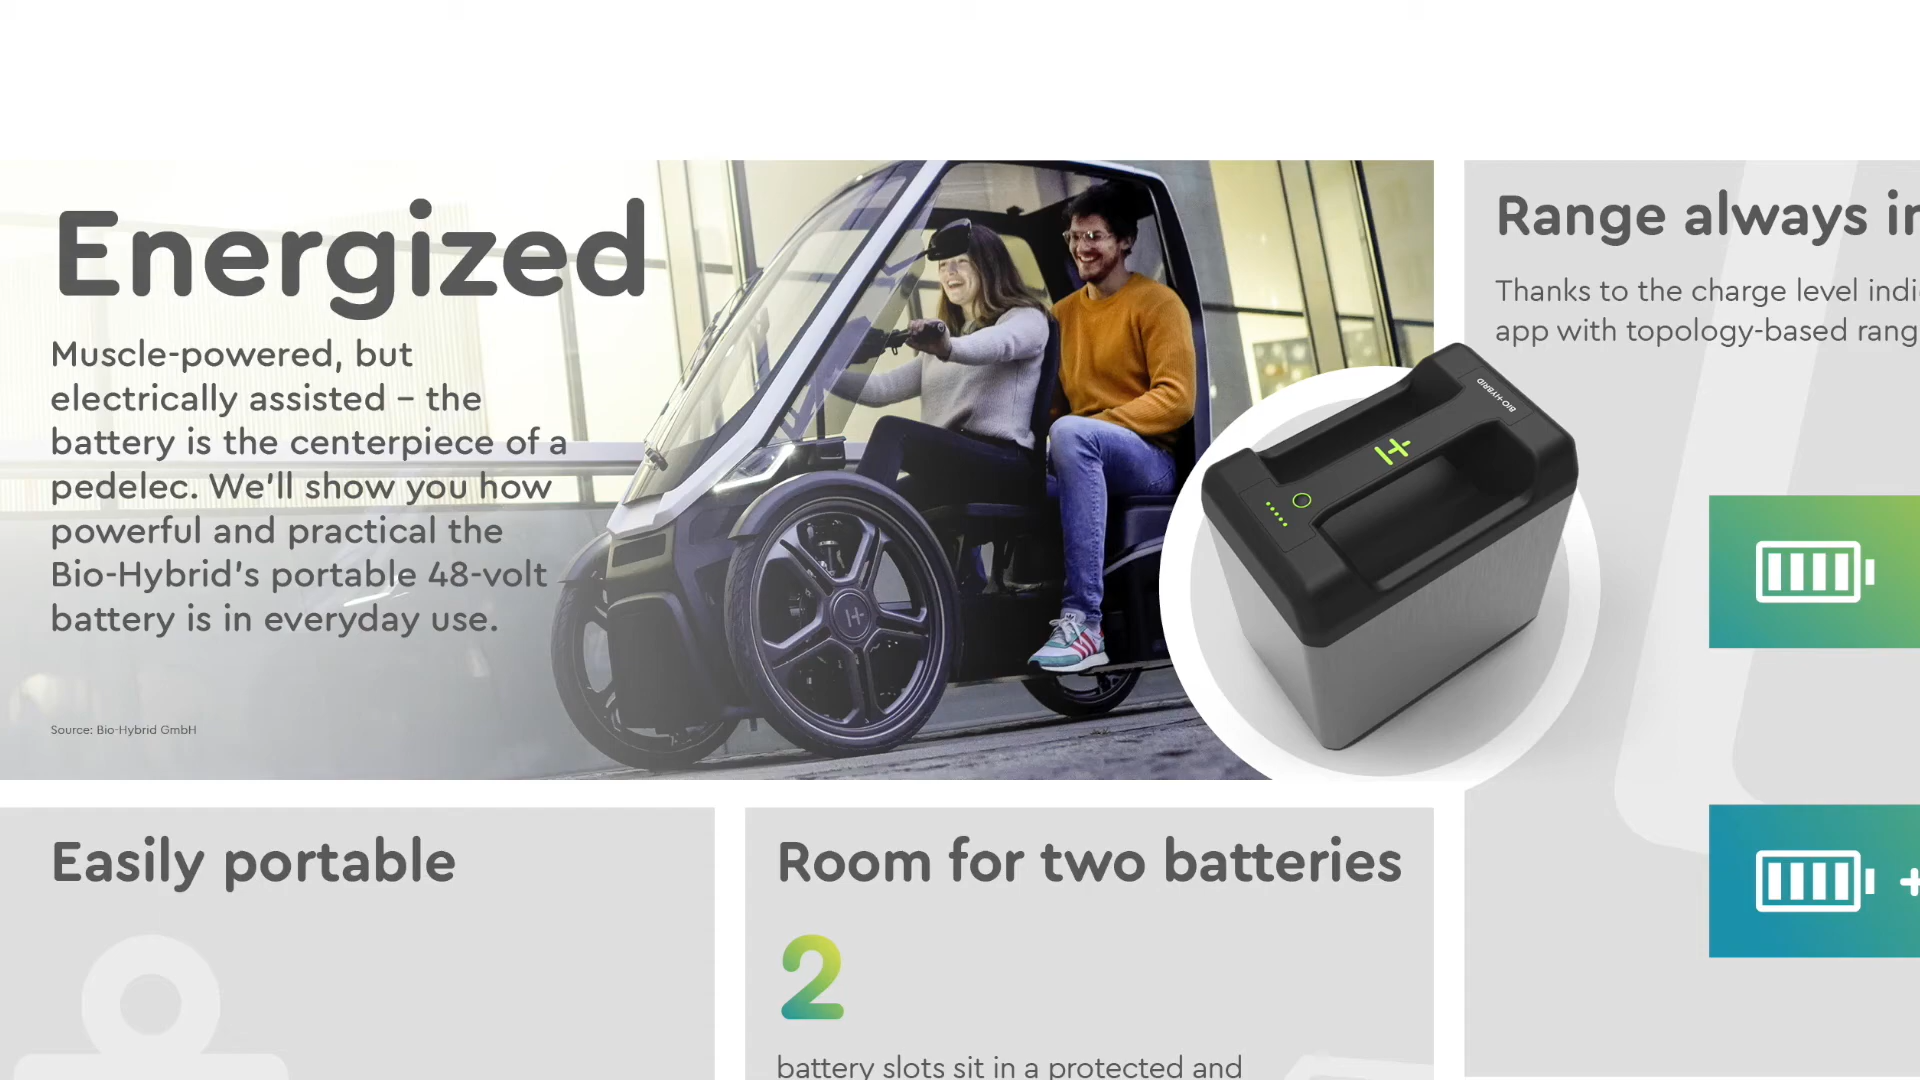 Energized
Muscle-powered, but
electrically assisted – the
battery is the centerpiece of a
pedelec. We’ll show you how
powerful and practical the
Bio-Hybrid’s portable 48-volt
battery is in everyday use.
Source: Bio-Hybrid GmbH
BIO-HYBRID
Range always
Thanks to the charge level
app with topology-based
Easily portable
Room for two batteries
2
battery slots sit in a protected and
+